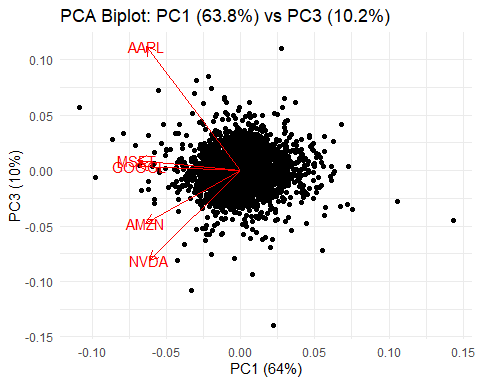 PCA Biplot: PC1 (63.8%) vs PC3 (10.2%)
AAPL
0.10
0.05
MSFT
GOOGL
0.00
AMZN
-0.05
NVDA
-0.10
-0.15
PC3 (10%)
-0.10 -0.05 0.00 0.05 0.10 0.15
PC1 (64%)